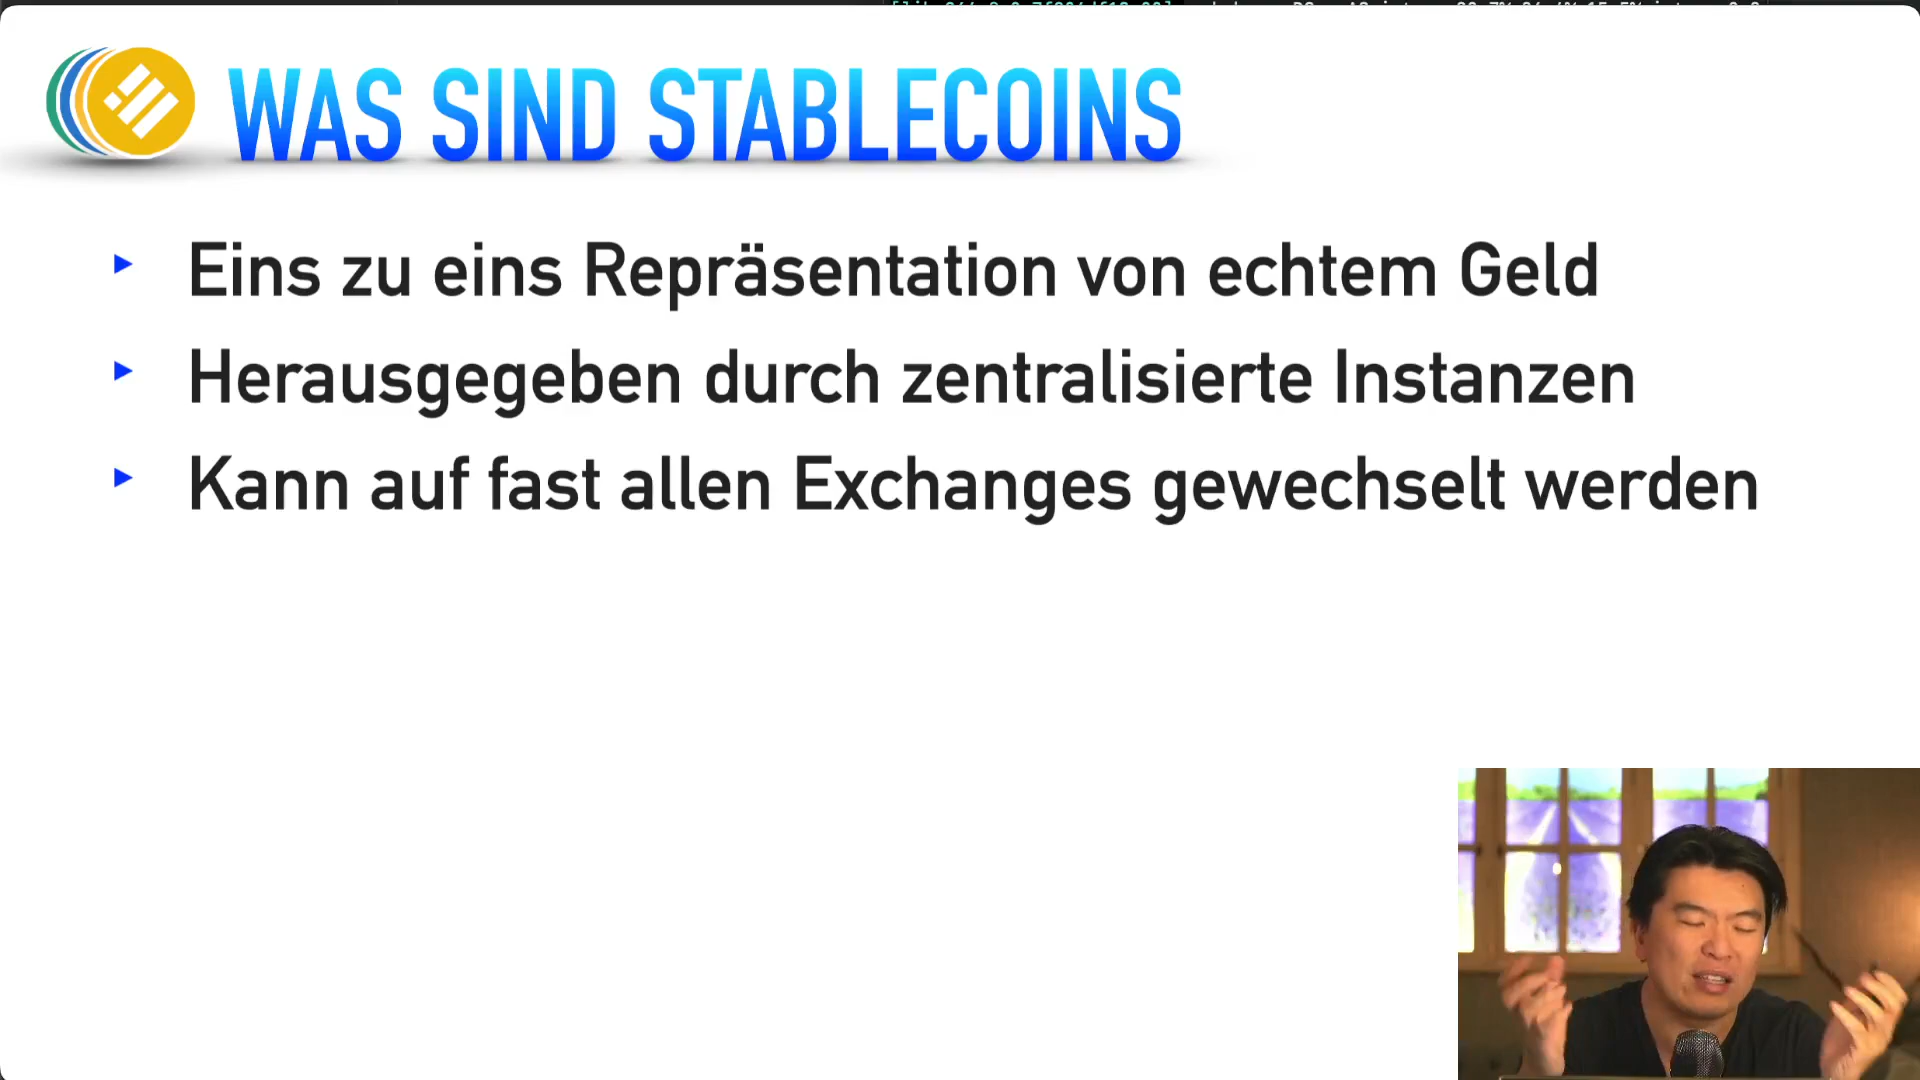 WAS SIND STABLECOINS
Eins zu eins Repräsentation von echtem Geld
Herausgegeben durch zentralisierte Instanzen
Kann auf fast allen Exchanges gewechselt werden